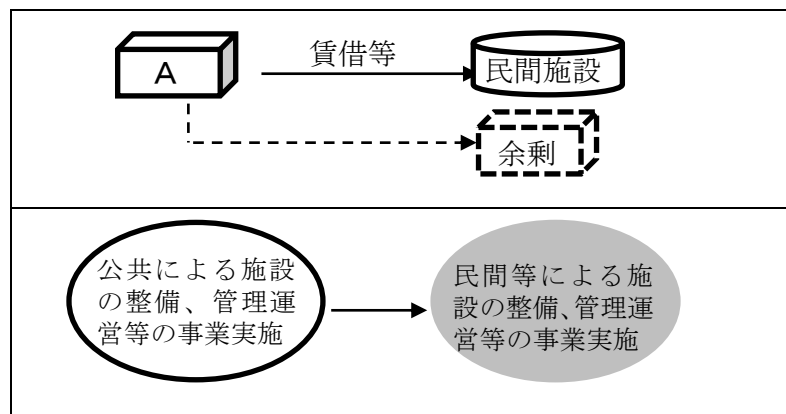 A
賃借等
民間施設
余剰
公共による施設
の整備、管理運
営等の事業実施
民間等による施
設の整備、管理運
営等の事業実施